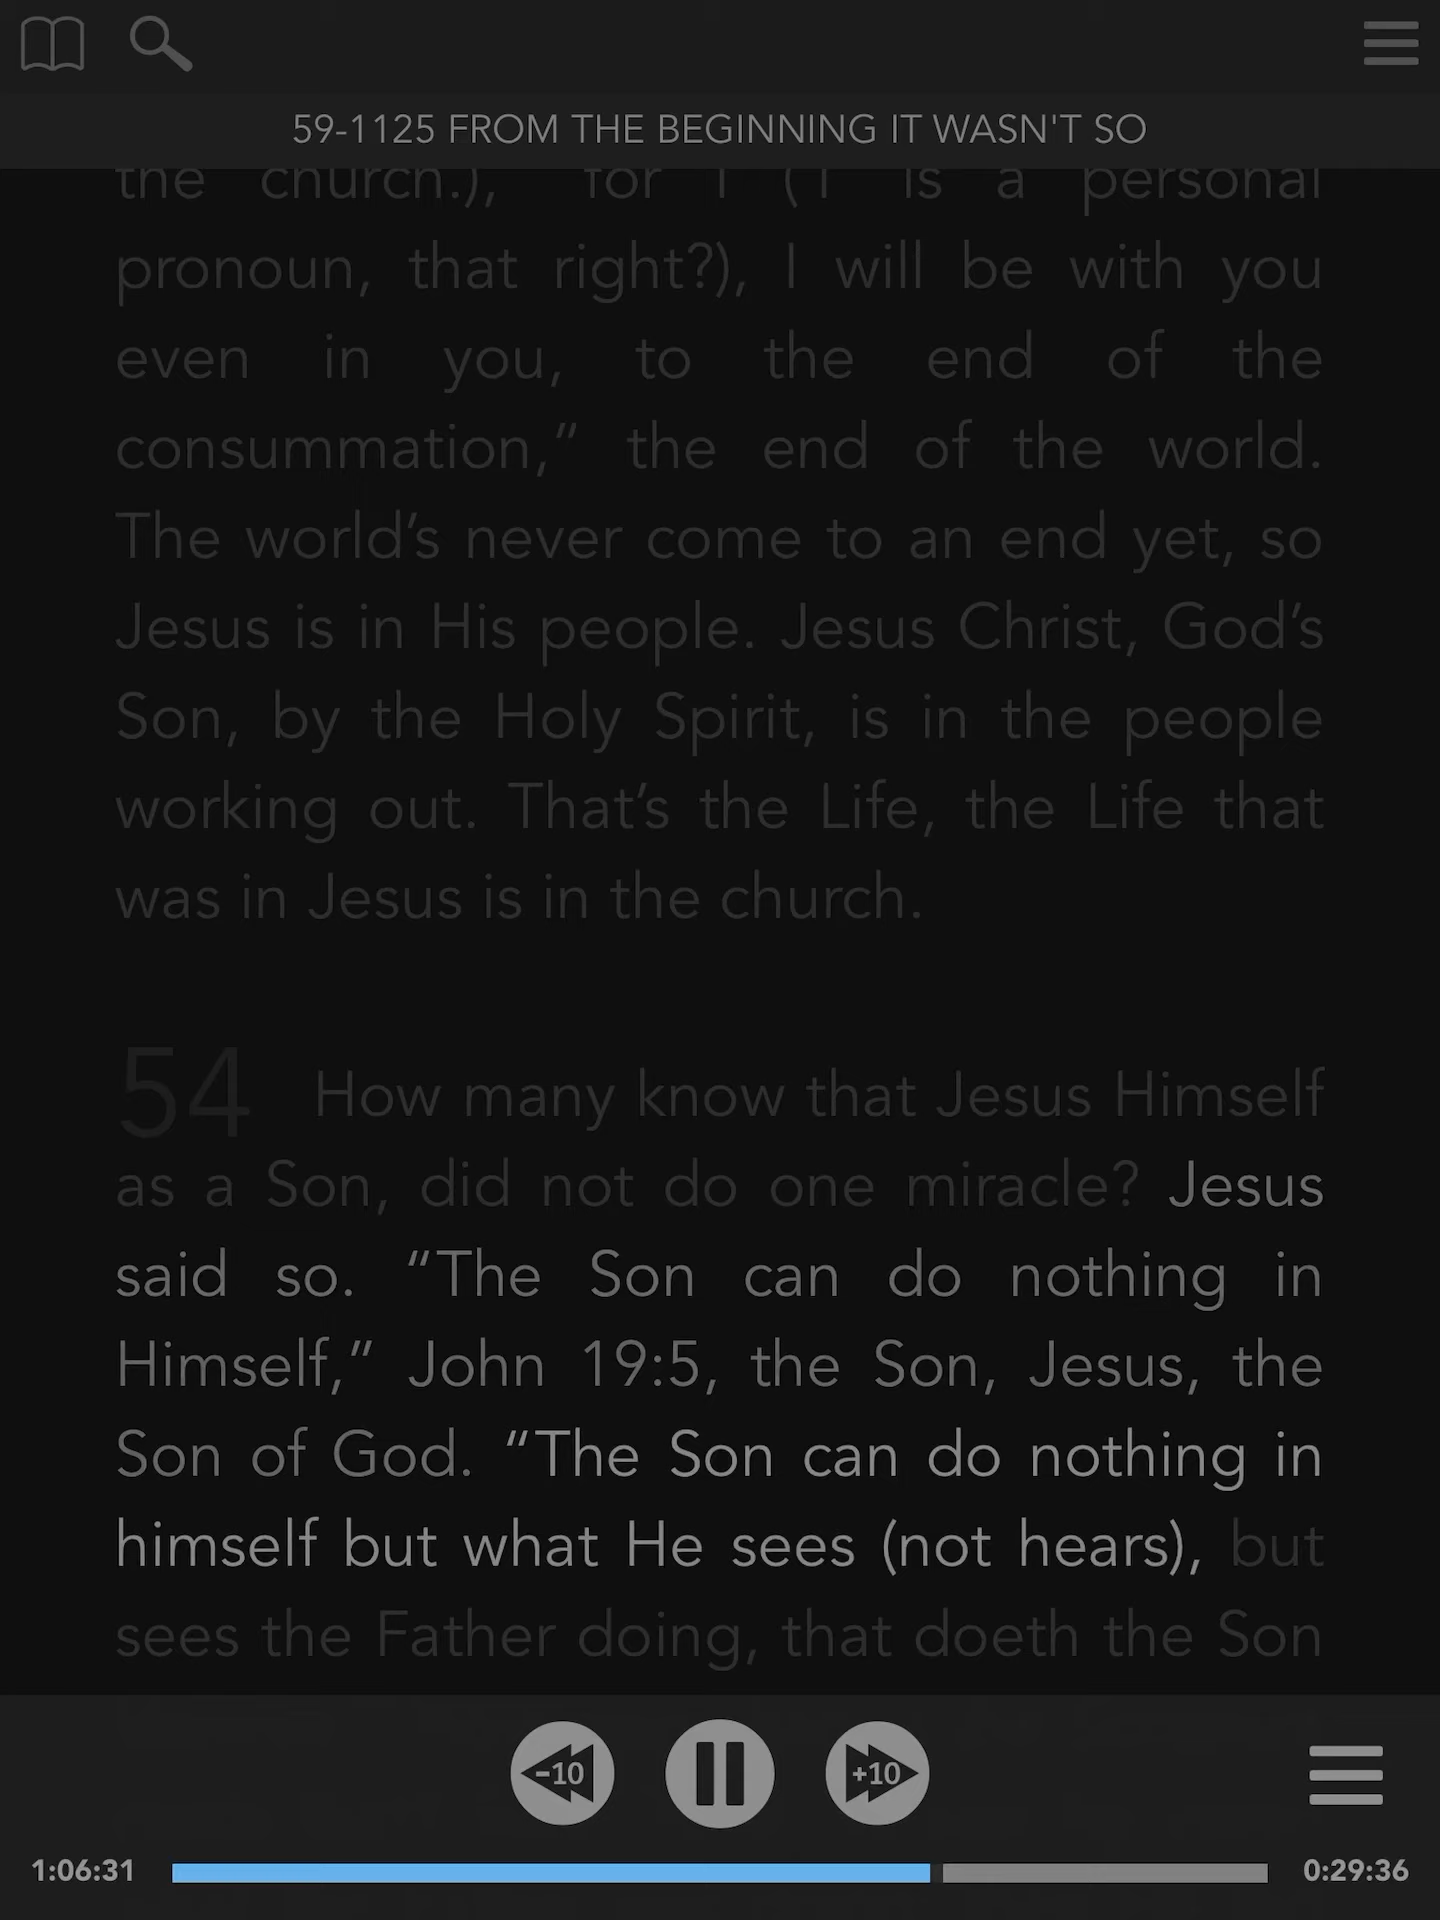 59-1125 FROM THE BEGINNING IT WASN'T SO
the church.), for I ( I is a personal
pronoun, that right?), I will be with you
even in you, to the end of the
consummation,” the end of the world.
The world’s never come to an end yet, so
Jesus is in His people. Jesus Christ, God’s
Son, by the Holy Spirit, is in the people
working out. That’s the Life, the Life that
was in Jesus is in the church.
54 How many know that Jesus Himself
as a Son, did not do one miracle? Jesus
said so. “The Son can do nothing in
Himself,” John 19:5, the Son, Jesus, the
Son of God. “The Son can do nothing in
himself but what He sees (not hears), but
sees the Father doing, that doeth the Son
-10 +10
1:06:31 0:29:36